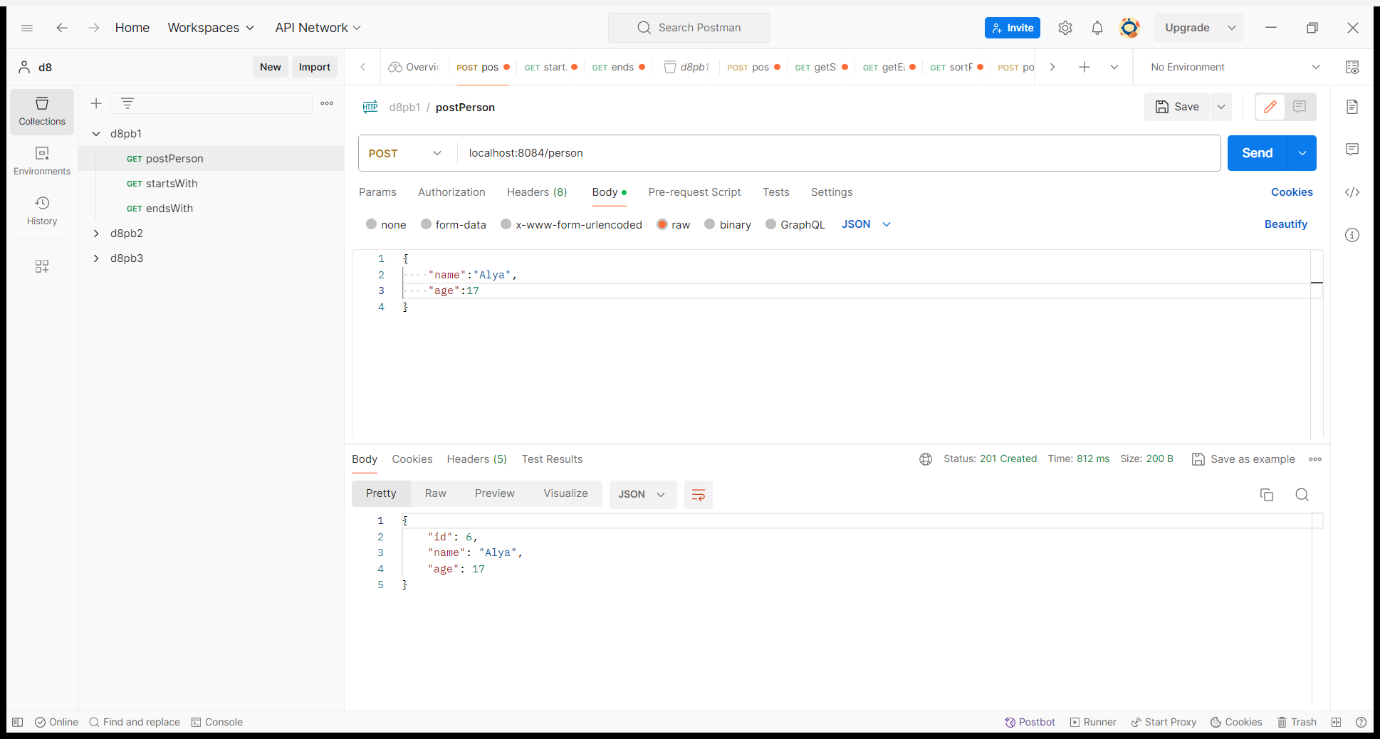 Home Workspaces API Network Search Postman Invite Upgrade
d8 New Import Overvi POST pos GET start. GET ends d8pb1 POST pos GET getS GET getE GET sortF POST po No Environment
Collections
Environments
History
d8pb1
GET postPerson
GET startsWith
GET endsWith
d8pb2
d8pb3
HTTP d8pb1 / postPerson Save
POST localhost:8084/person Send
Params Authorization Headers (8) Body Pre-request Script Tests Settings Cookies
none form-data x-www-form-urlencoded raw binary GraphQL JSON Beautify
1 {
2 "name":"Alya",
3 "age":17
4 }
Body Cookies Headers (5) Test Results Status: 201 Created Time: 812 ms Size: 200 B Save as example
Pretty Raw Preview Visualize JSON
1 {
2 "id": 6,
3 "name": "Alya",
4 "age": 17
5 }
Online Find and replace Console Postbot Runner Start Proxy Cookies Trash